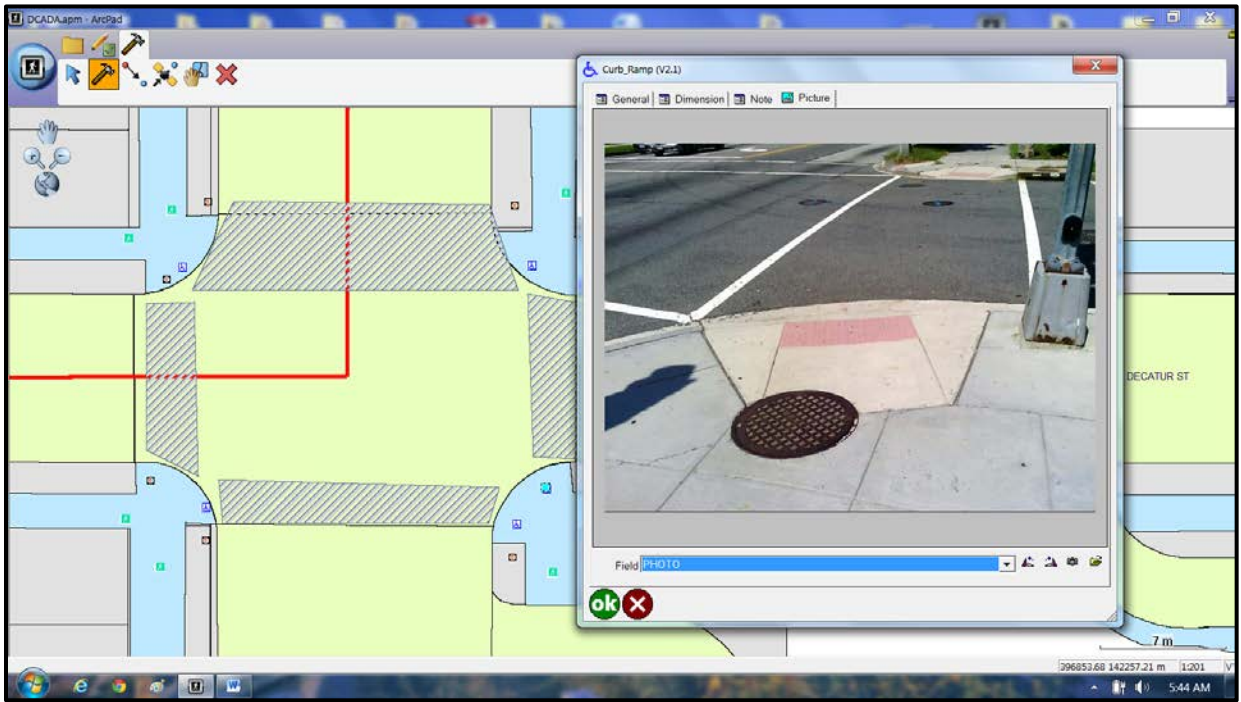 DCADA.apm - ArcPad
Curb_Ramp (V2.1)
General Dimension Note Picture
DECATUR ST
Field PHOTO
ok
7 m
396853.68 142257.21 m 1:201
5:44 AM